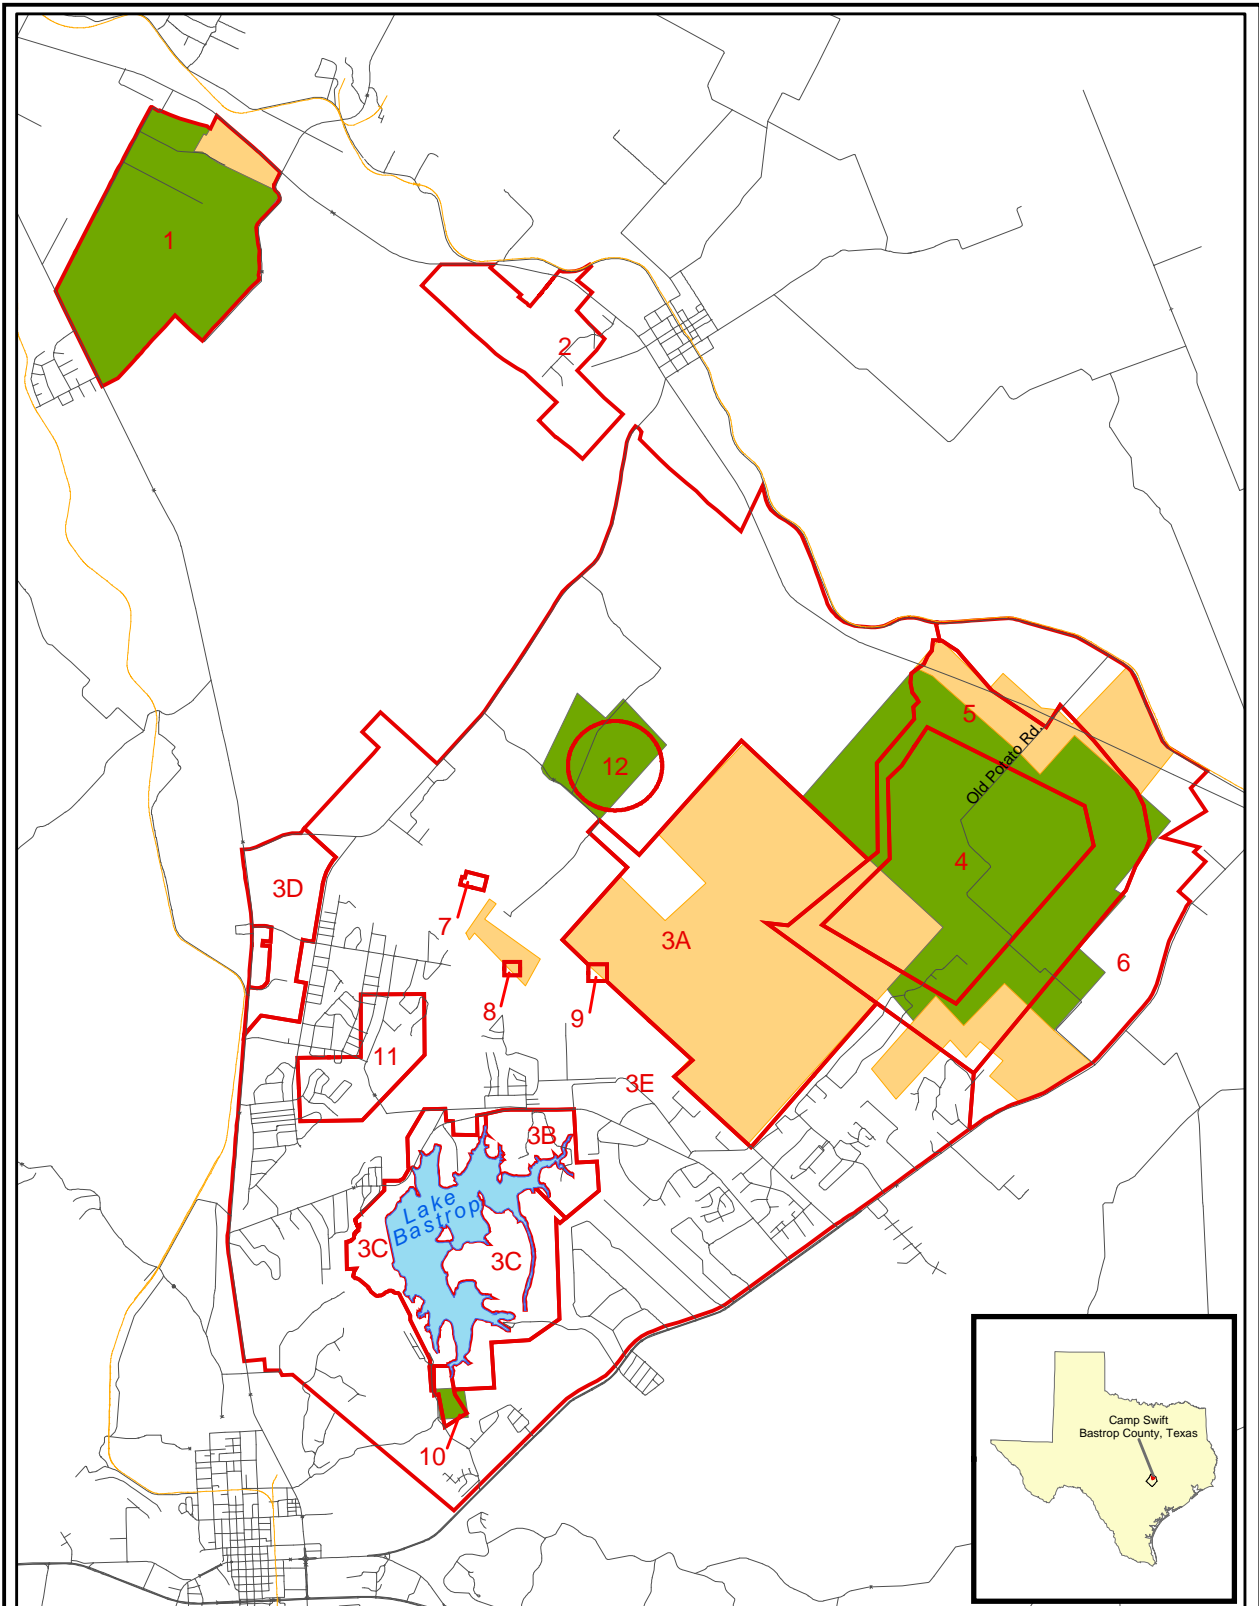 1
2
5
Old Potato Rd.
12
4
3D
7
3A
6
8
9
11
3E
3B
Lake
Bastrop
3C
3C
10
Camp Swift
Bastrop County, Texas